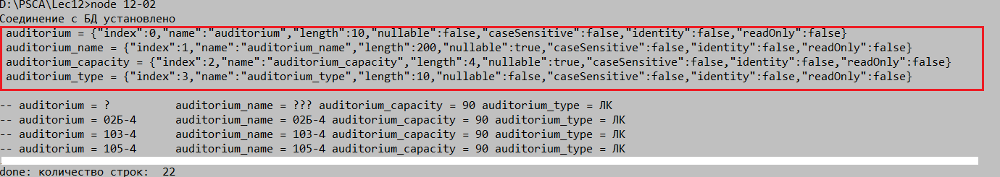 D:\PSCA\Lec12>node 12-02
Соединение с БД установлено
auditorium = {"index":0,"name":"auditorium","length":10,"nullable":false,"caseSensitive":false,"identity":false,"readOnly":false}
auditorium_name = {"index":1,"name":"auditorium_name","length":200,"nullable":true,"caseSensitive":false,"identity":false,"readOnly":false}
auditorium_capacity = {"index":2,"name":"auditorium_capacity","length":4,"nullable":true,"caseSensitive":false,"identity":false,"readOnly":false}
auditorium_type = {"index":3,"name":"auditorium_type","length":10,"nullable":false,"caseSensitive":false,"identity":false,"readOnly":false}
-- auditorium = ? auditorium_name = ??? auditorium_capacity = 90 auditorium_type = ЛК
-- auditorium = 02Б-4 auditorium_name = 02Б-4 auditorium_capacity = 90 auditorium_type = ЛК
-- auditorium = 103-4 auditorium_name = 103-4 auditorium_capacity = 90 auditorium_type = ЛК
-- auditorium = 105-4 auditorium_name = 105-4 auditorium_capacity = 90 auditorium_type = ЛК
done: количество строк: 22